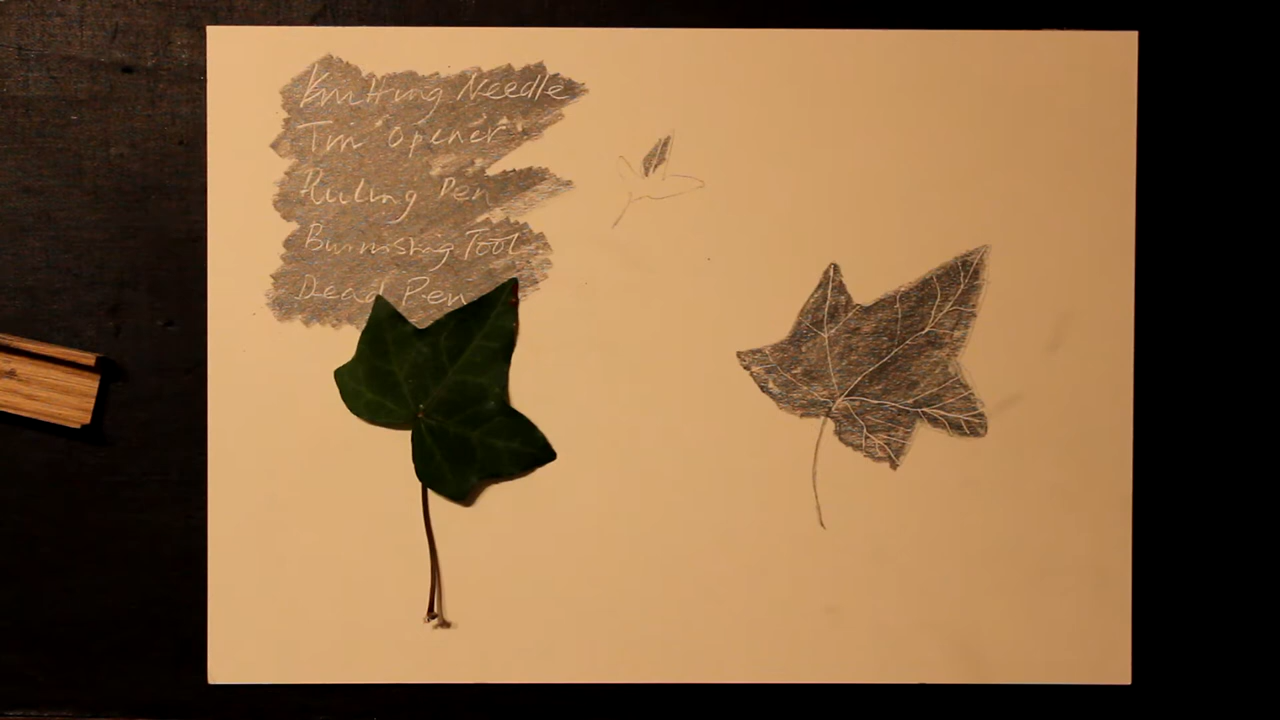 Knitting Needle
Tin Opener
Ruling Pen
Burnishing Tool
Dead Pen